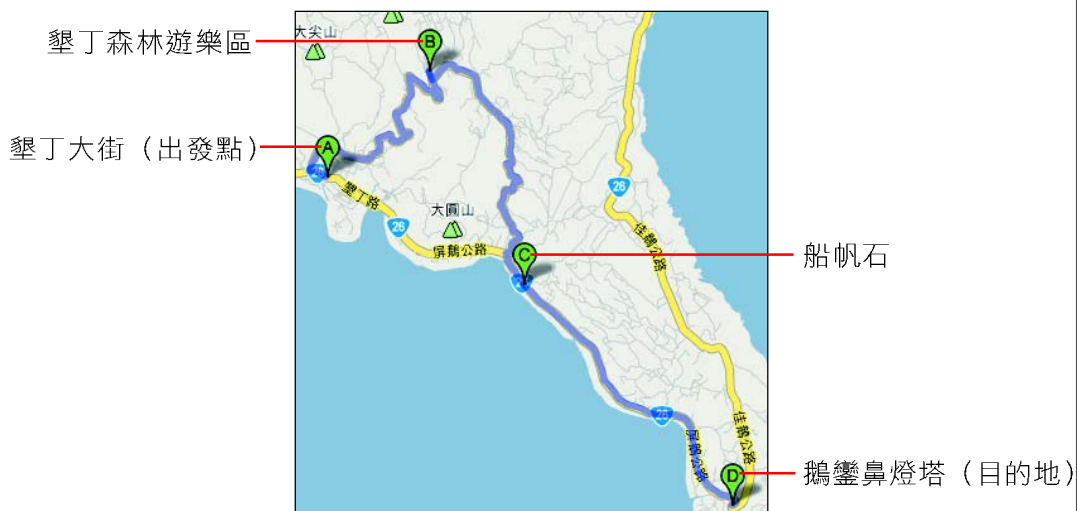 大尖山
B
墾丁森林遊樂區
A
墾丁大街（出發點）
26
墾丁路
大圓山
26
屏鵝公路
26
佳鵝公路
C
船帆石
26
屏鵝公路
佳鵝公路
D
鵝鑾鼻燈塔（目的地）